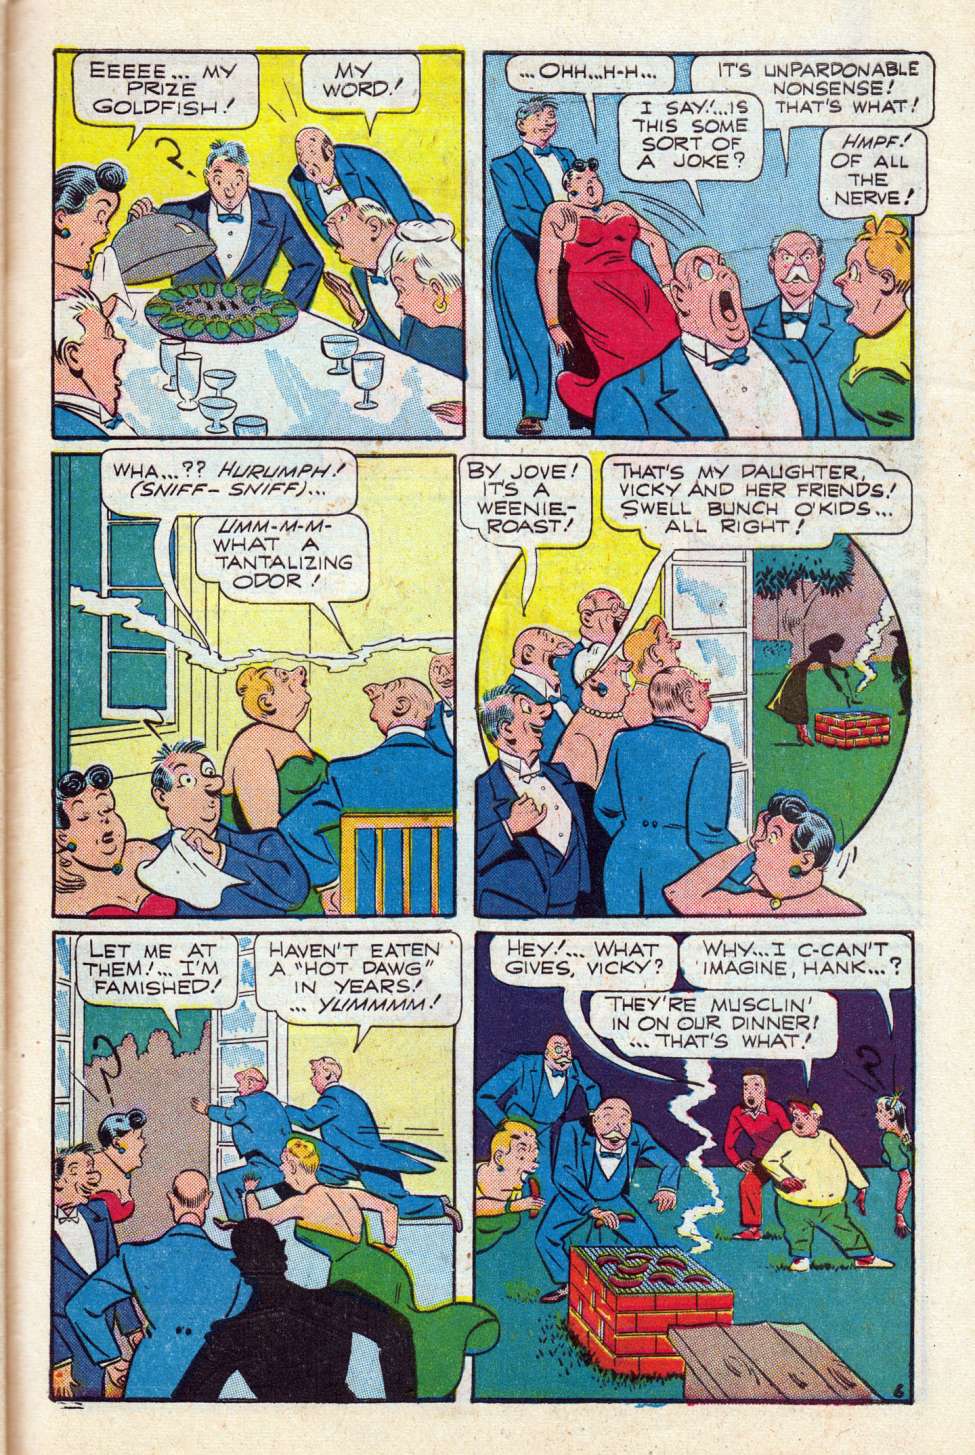 EEEEE... MY
PRIZE
GOLDFISH!
MY
WORD!
?
...OHH...H-H...
I SAY!...IS
THIS SOME
SORT OF
A JOKE?
IT'S UNPARDONABLE
NONSENSE!
THAT'S WHAT!
HMPF!
OF ALL
THE
NERVE!
WHA...?? HURUMPH!
(SNIFF-SNIFF)...
UMM-M-M-
WHAT A
TANTALIZING
ODOR!
BY JOVE!
IT'S A
WEENIE-
ROAST!
THAT'S MY DAUGHTER,
VICKY AND HER FRIENDS!
SWELL BUNCH O'KIDS...
ALL RIGHT!
LET ME AT
THEM!... I'M
FAMISHED!
HAVEN'T EATEN
A "HOT DAWG"
IN YEARS!
... YUMMMMM!
?
HEY!... WHAT
GIVES, VICKY?
THEY'RE MUSCLIN'
IN ON OUR DINNER!
... THAT'S WHAT!
WHY...I C-CAN'T
IMAGINE, HANK...?
?
6